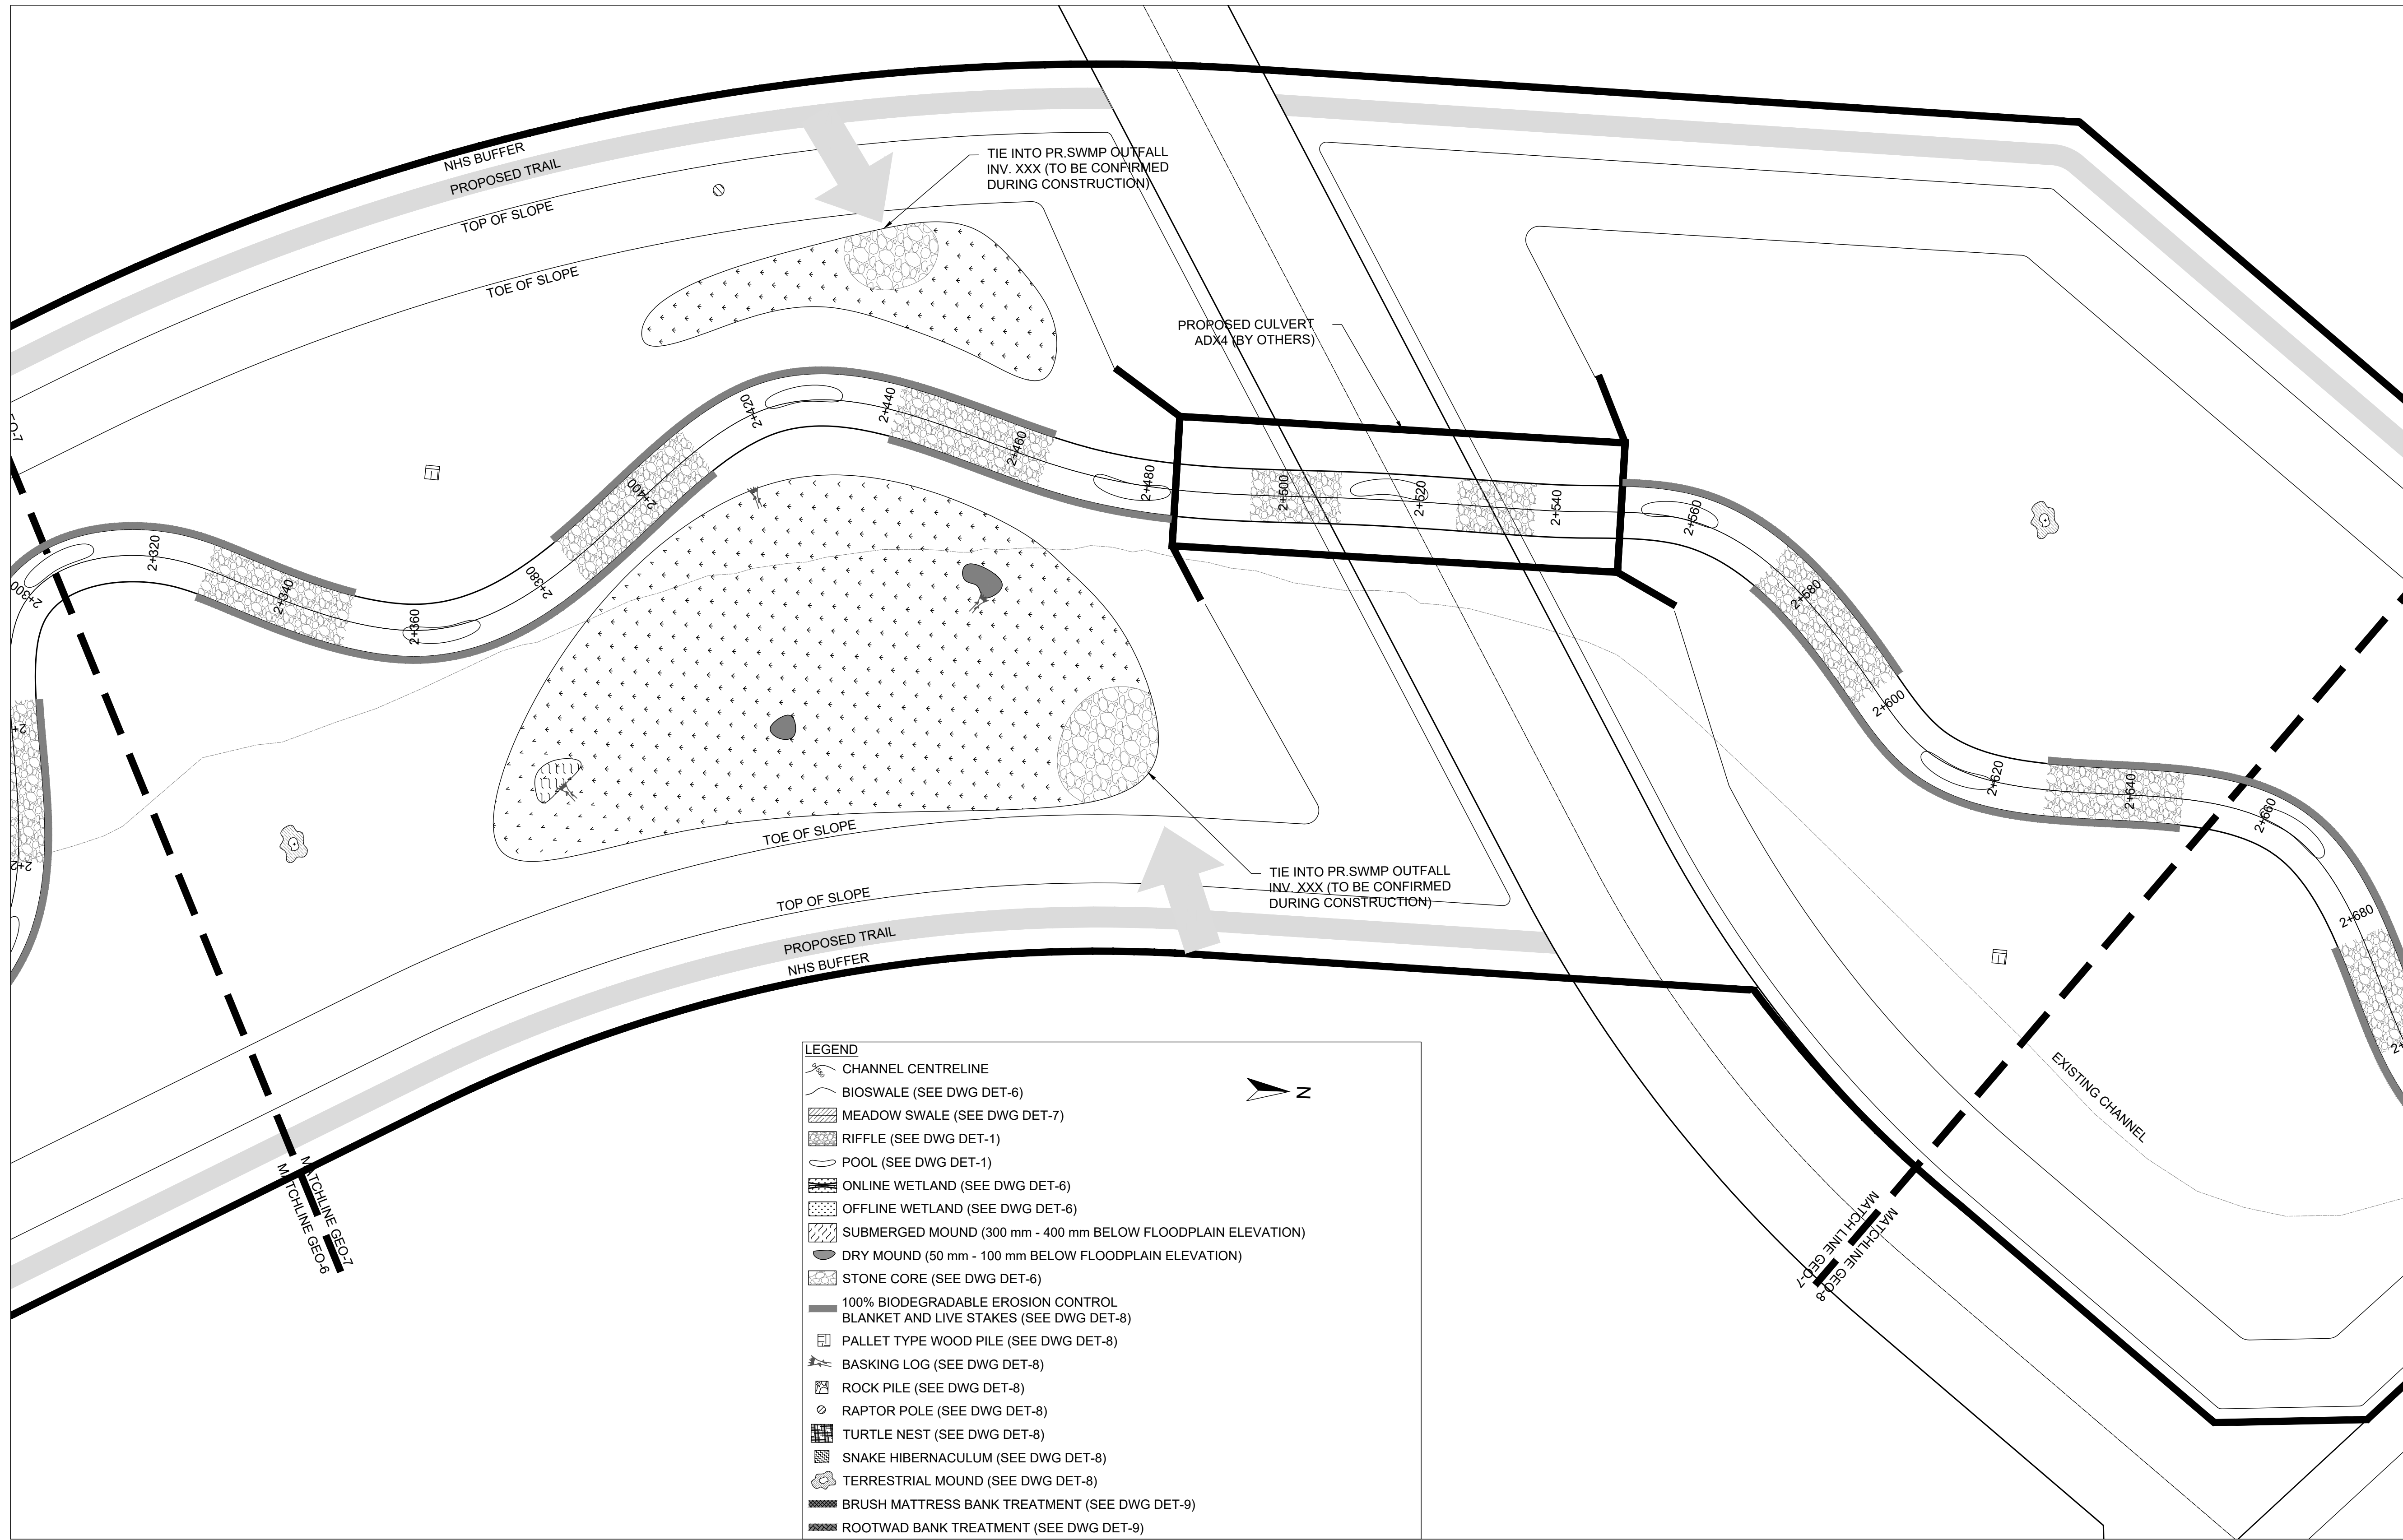 NHS BUFFER
PROPOSED TRAIL
TOP OF SLOPE
TOE OF SLOPE
TIE INTO PR.SWMP OUTFALL
INV. XXX (TO BE CONFIRMED
DURING CONSTRUCTION)
PROPOSED CULVERT
ADX4 (BY OTHERS)
O-7
2+300
2+320
2+340
2+360
2+380
2+400
2+420
2+440
2+460
2+480
2+500
2+520
2+540
2+560
2+580
2+600
2+620
2+640
2+660
2+680
2+
2+2
2+2
TOE OF SLOPE
TOP OF SLOPE
PROPOSED TRAIL
NHS BUFFER
TIE INTO PR.SWMP OUTFALL
INV. XXX (TO BE CONFIRMED
DURING CONSTRUCTION)
EXISTING CHANNEL
MATCHLINE GEO-7
MATCHLINE GEO-6
MATCH LINE GEO-7
MATCHLINE GEO-8
N
LEGEND
0+580
CHANNEL CENTRELINE
BIOSWALE (SEE DWG DET-6)
MEADOW SWALE (SEE DWG DET-7)
RIFFLE (SEE DWG DET-1)
POOL (SEE DWG DET-1)
ONLINE WETLAND (SEE DWG DET-6)
OFFLINE WETLAND (SEE DWG DET-6)
SUBMERGED MOUND (300 mm - 400 mm BELOW FLOODPLAIN ELEVATION)
DRY MOUND (50 mm - 100 mm BELOW FLOODPLAIN ELEVATION)
STONE CORE (SEE DWG DET-6)
100% BIODEGRADABLE EROSION CONTROL
BLANKET AND LIVE STAKES (SEE DWG DET-8)
PALLET TYPE WOOD PILE (SEE DWG DET-8)
BASKING LOG (SEE DWG DET-8)
ROCK PILE (SEE DWG DET-8)
RAPTOR POLE (SEE DWG DET-8)
TURTLE NEST (SEE DWG DET-8)
SNAKE HIBERNACULUM (SEE DWG DET-8)
TERRESTRIAL MOUND (SEE DWG DET-8)
BRUSH MATTRESS BANK TREATMENT (SEE DWG DET-9)
ROOTWAD BANK TREATMENT (SEE DWG DET-9)